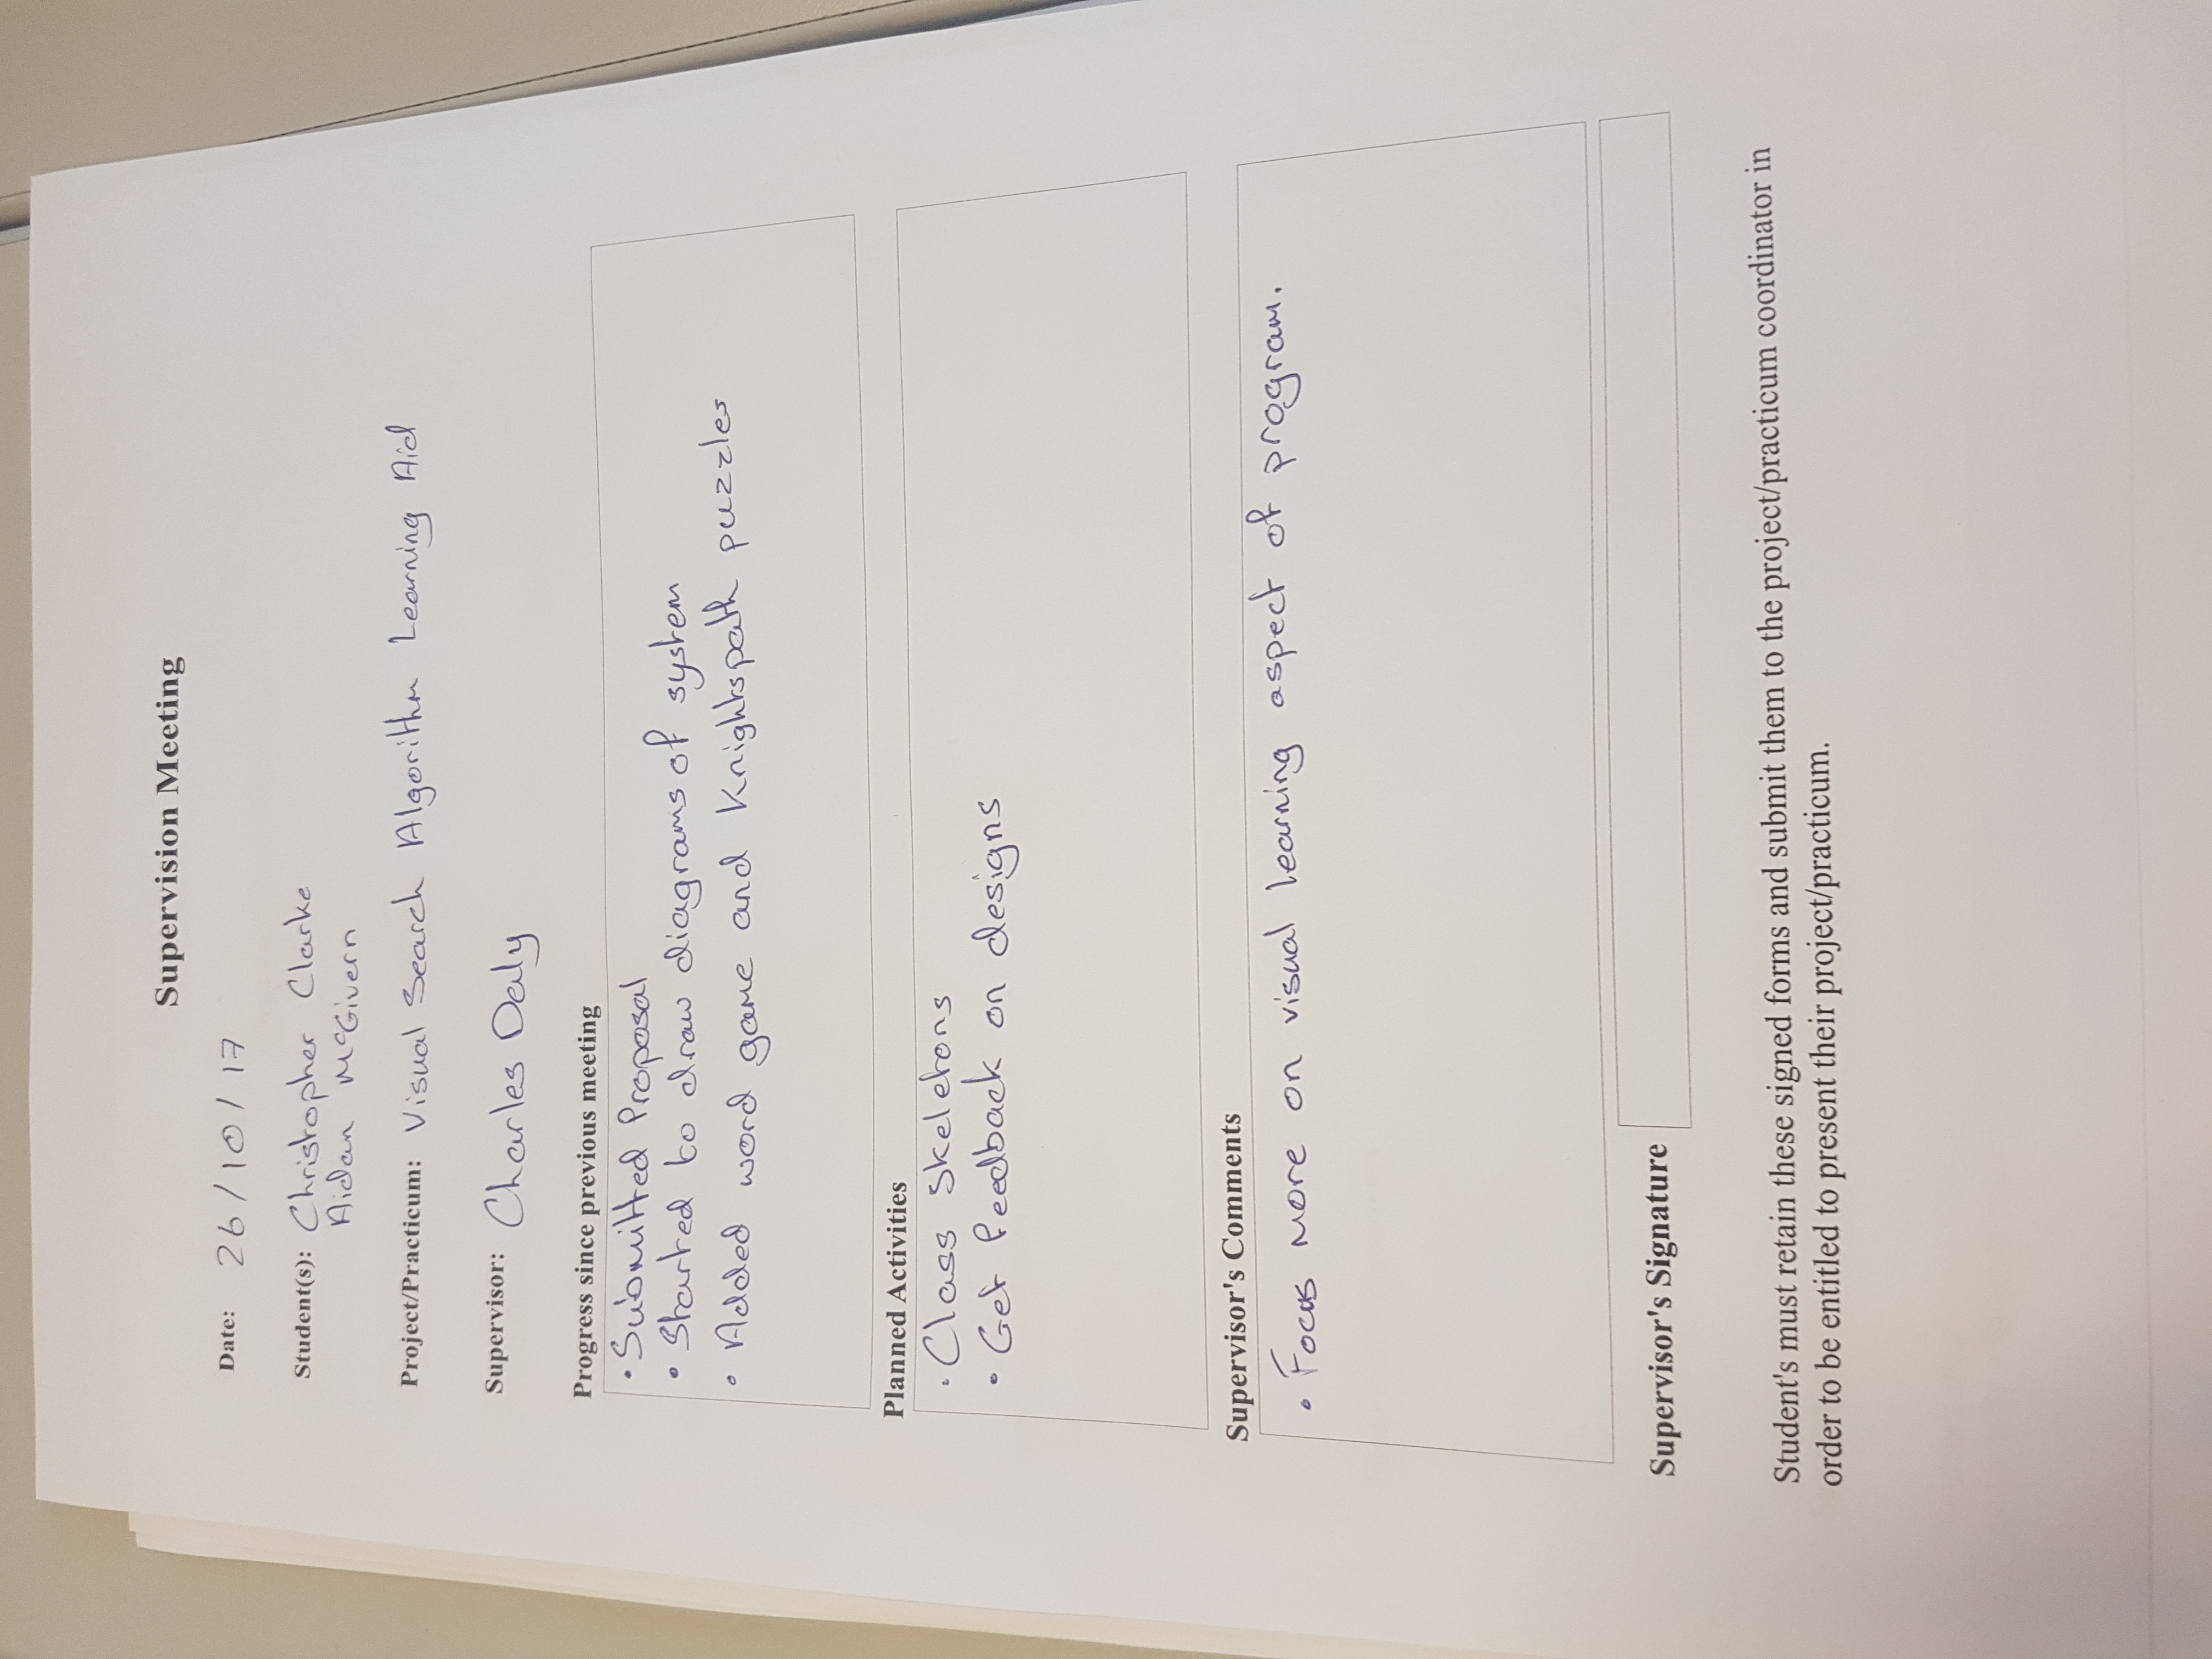 Supervision Meeting
Date: 26/10/17
Student(s): Christopher Clarke
Aidan McGivern
Project/Practicum: Visual Search Algorithm Learning Aid
Supervisor: Charles Daly
Progress since previous meeting
• Submitted Proposal
• Started to draw diagrams of system
• Added word game and Knightspath puzzles
Planned Activities
• Class Skeletons
• Get feedback on designs
Supervisor's Comments
• Focus more on visual learning aspect of program.
Supervisor's Signature
Student's must retain these signed forms and submit them to the project/practicum coordinator in
order to be entitled to present their project/practicum.